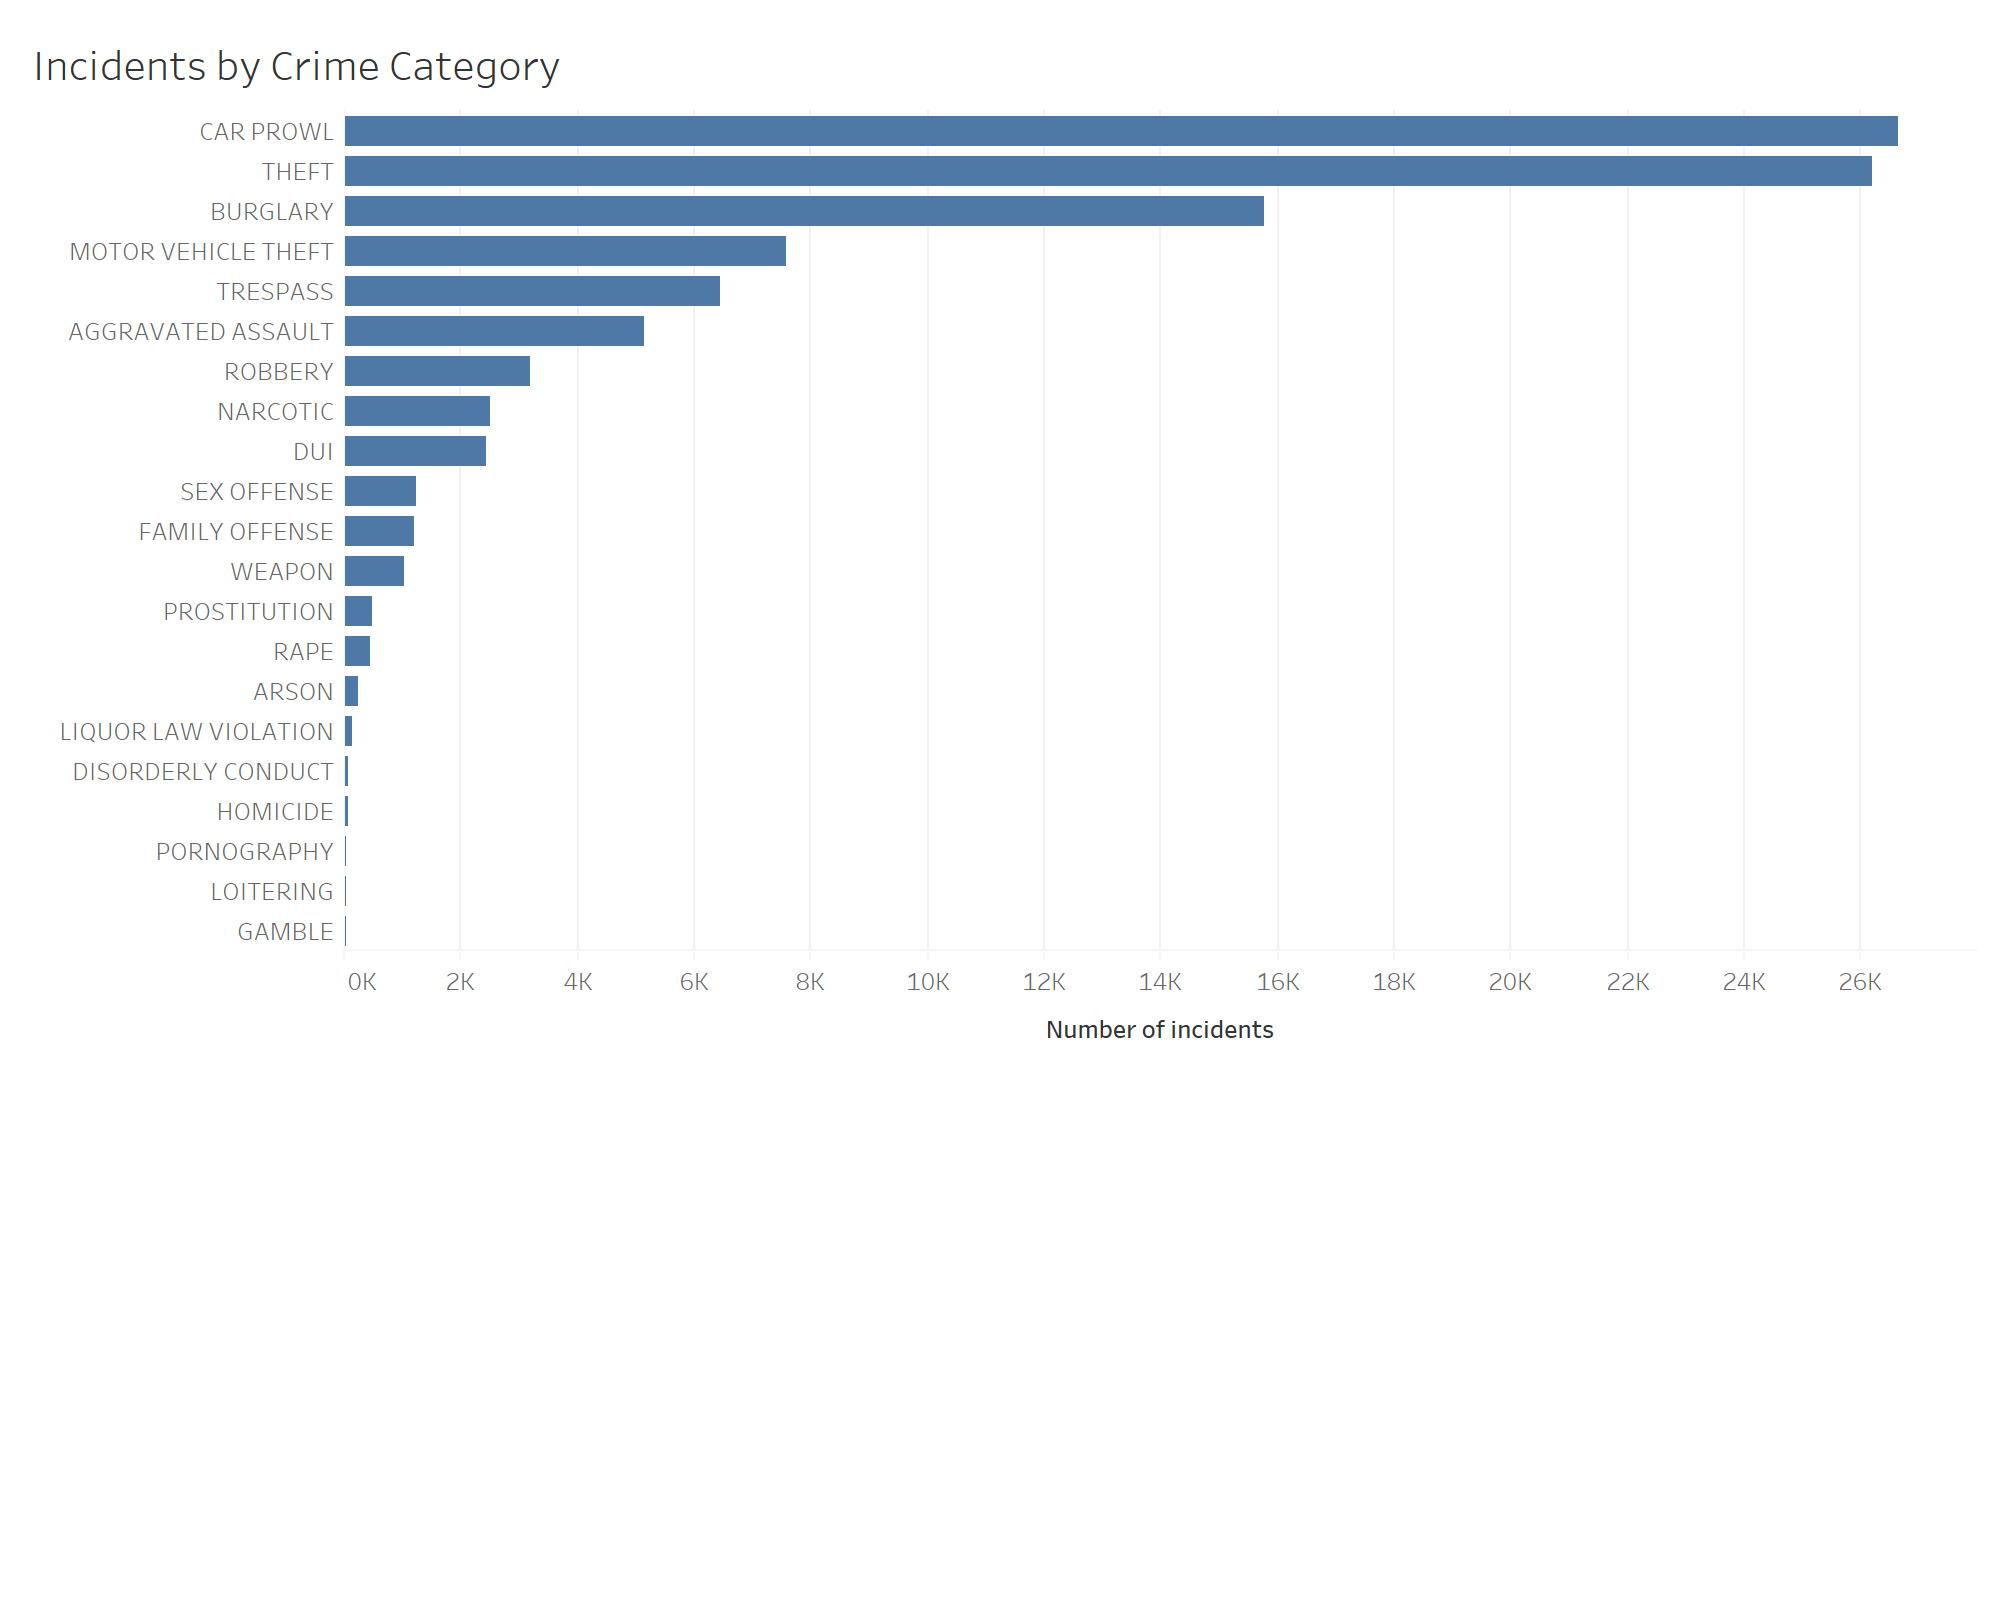 Incidents by Crime Category
CAR PROWL
THEFT
BURGLARY
MOTOR VEHICLE THEFT
TRESPASS
AGGRAVATED ASSAULT
ROBBERY
NARCOTIC
DUI
SEX OFFENSE
FAMILY OFFENSE
WEAPON
PROSTITUTION
RAPE
ARSON
LIQUOR LAW VIOLATION
DISORDERLY CONDUCT
HOMICIDE
PORNOGRAPHY
LOITERING
GAMBLE
0K 2K 4K 6K 8K 10K 12K 14K 16K 18K 20K 22K 24K 26K
Number of incidents